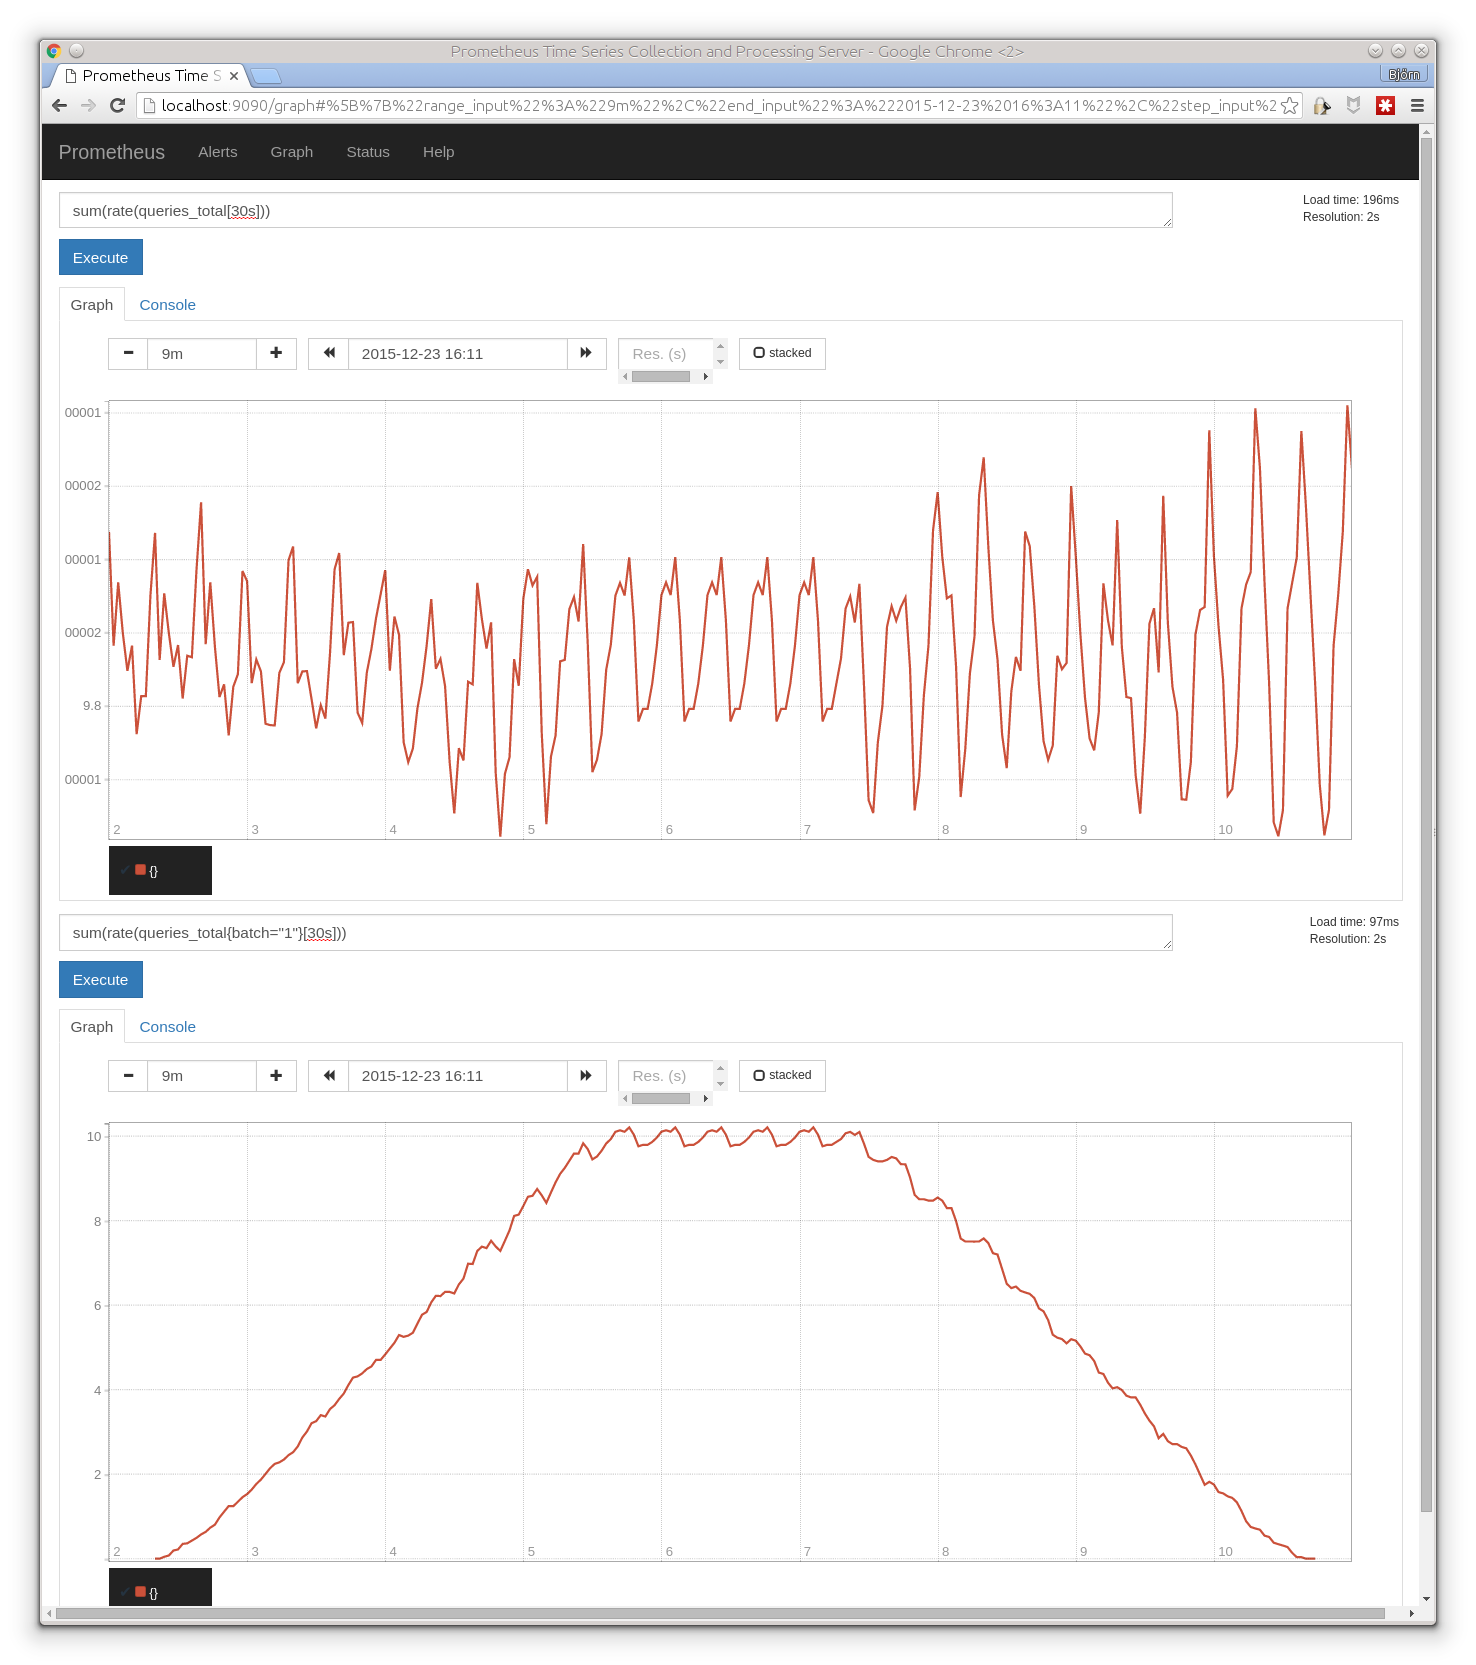 Prometheus Time Series Collection and Processing Server - Google Chrome <2>
Prometheus Time S
Björn
localhost:9090/graph#%5B%7B%22range_input%22%3A%229m%22%2C%22end_input%22%3A%222015-12-23%2016%3A11%22%2C%22step_input%2
Prometheus Alerts Graph Status Help
sum(rate(queries_total[30s]))
Load time: 196ms
Resolution: 2s
Execute
Graph Console
9m 2015-12-23 16:11 Res. (s) stacked
00001
00002
00001
00002
9.8
00001
2 3 4 5 6 7 8 9 10
{}
sum(rate(queries_total{batch="1"}[30s]))
Load time: 97ms
Resolution: 2s
Execute
Graph Console
9m 2015-12-23 16:11 Res. (s) stacked
10
8
6
4
2
2 3 4 5 6 7 8 9 10
{}